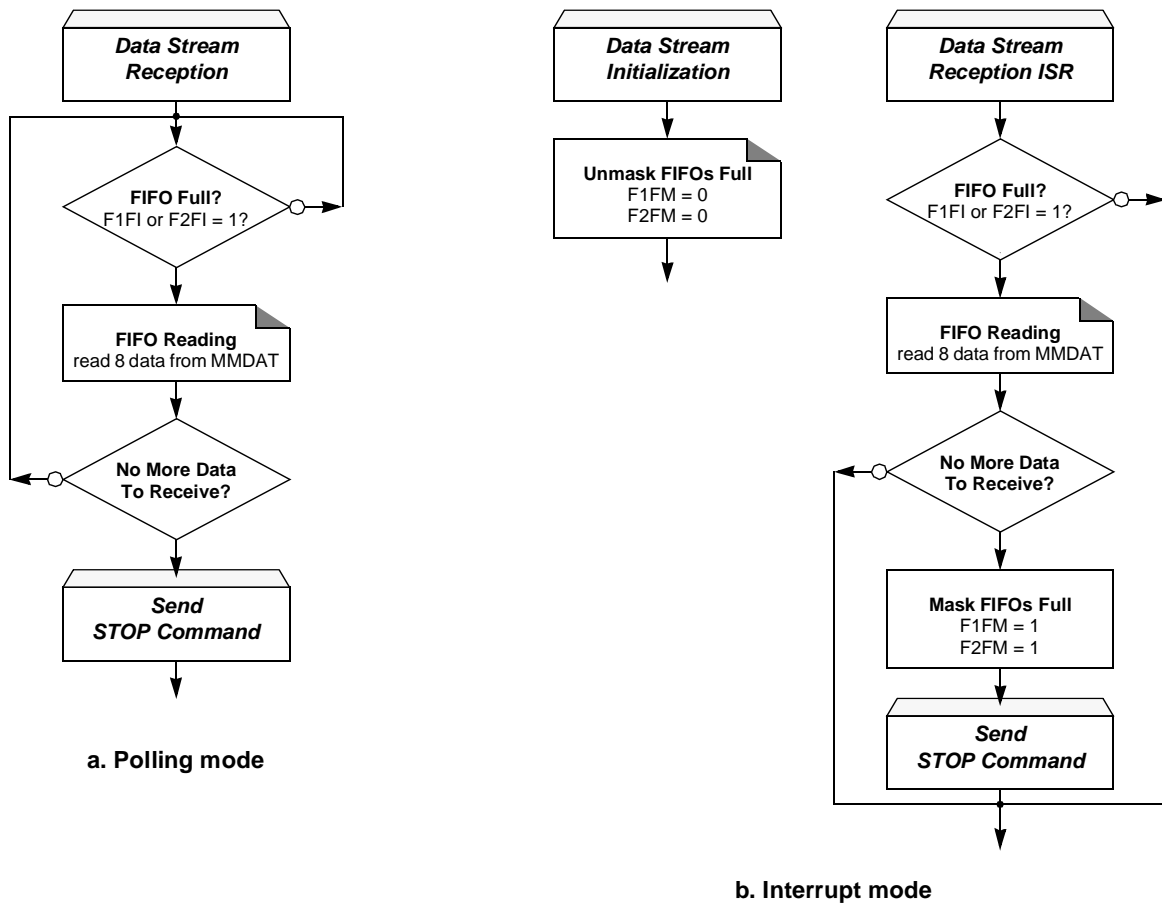 Data Stream
Reception
FIFO Full?
F1FI or F2FI = 1?
FIFO Reading
read 8 data from MMDAT
No More Data
To Receive?
Send
STOP Command
a. Polling mode
Data Stream
Initialization
Unmask FIFOs Full
F1FM = 0
F2FM = 0
Data Stream
Reception ISR
FIFO Full?
F1FI or F2FI = 1?
FIFO Reading
read 8 data from MMDAT
No More Data
To Receive?
Mask FIFOs Full
F1FM = 1
F2FM = 1
Send
STOP Command
b. Interrupt mode